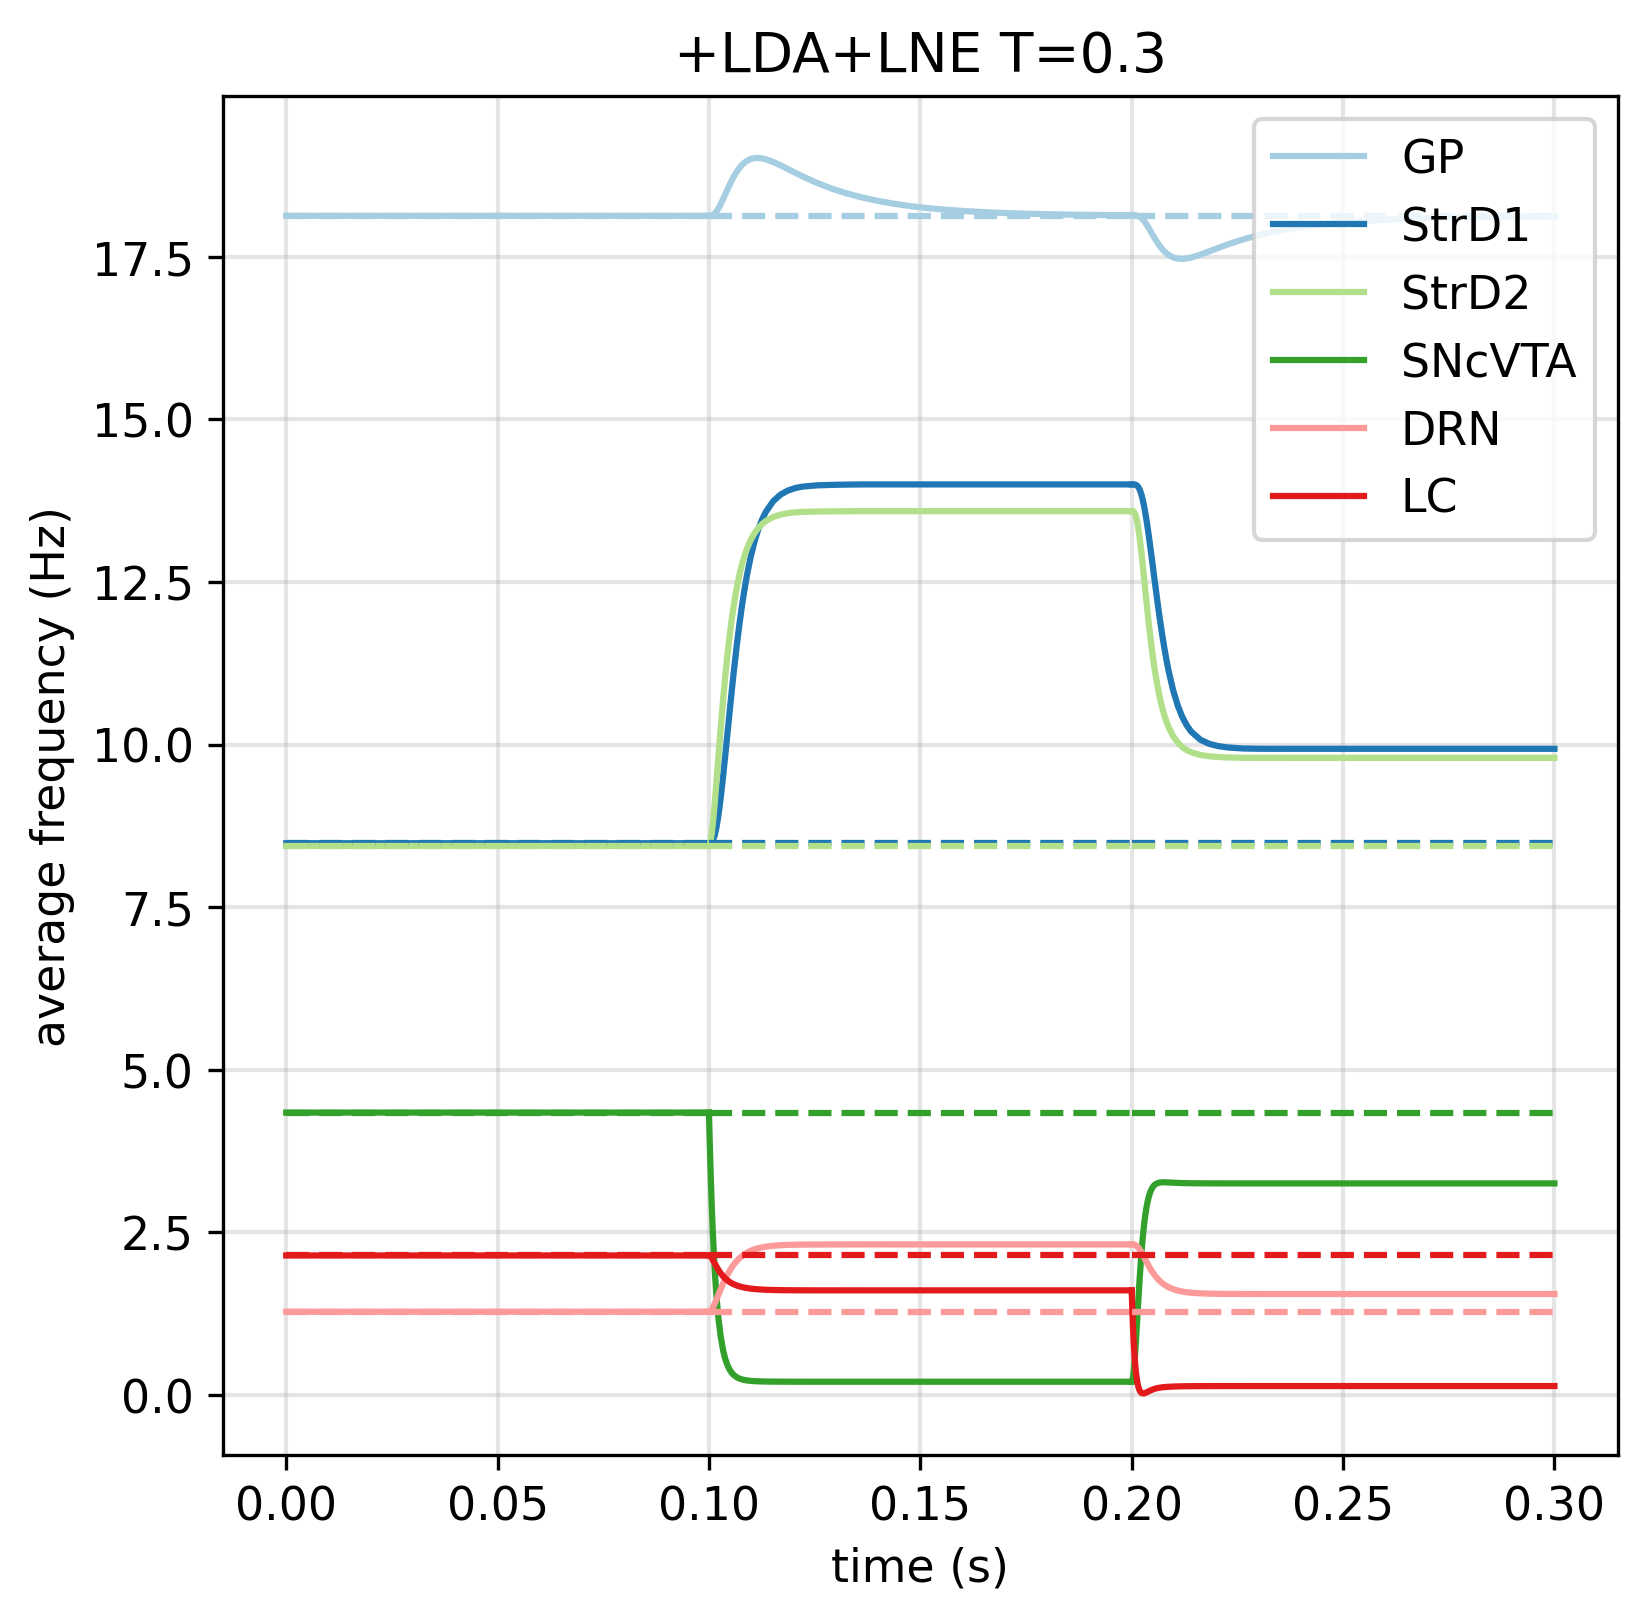 +LDA+LNE T=0.3
GP
StrD1
StrD2
SNcVTA
DRN
LC
17.5
15.0
12.5
10.0
7.5
5.0
2.5
0.0
average frequency (Hz)
0.00 0.05 0.10 0.15 0.20 0.25 0.30
time (s)